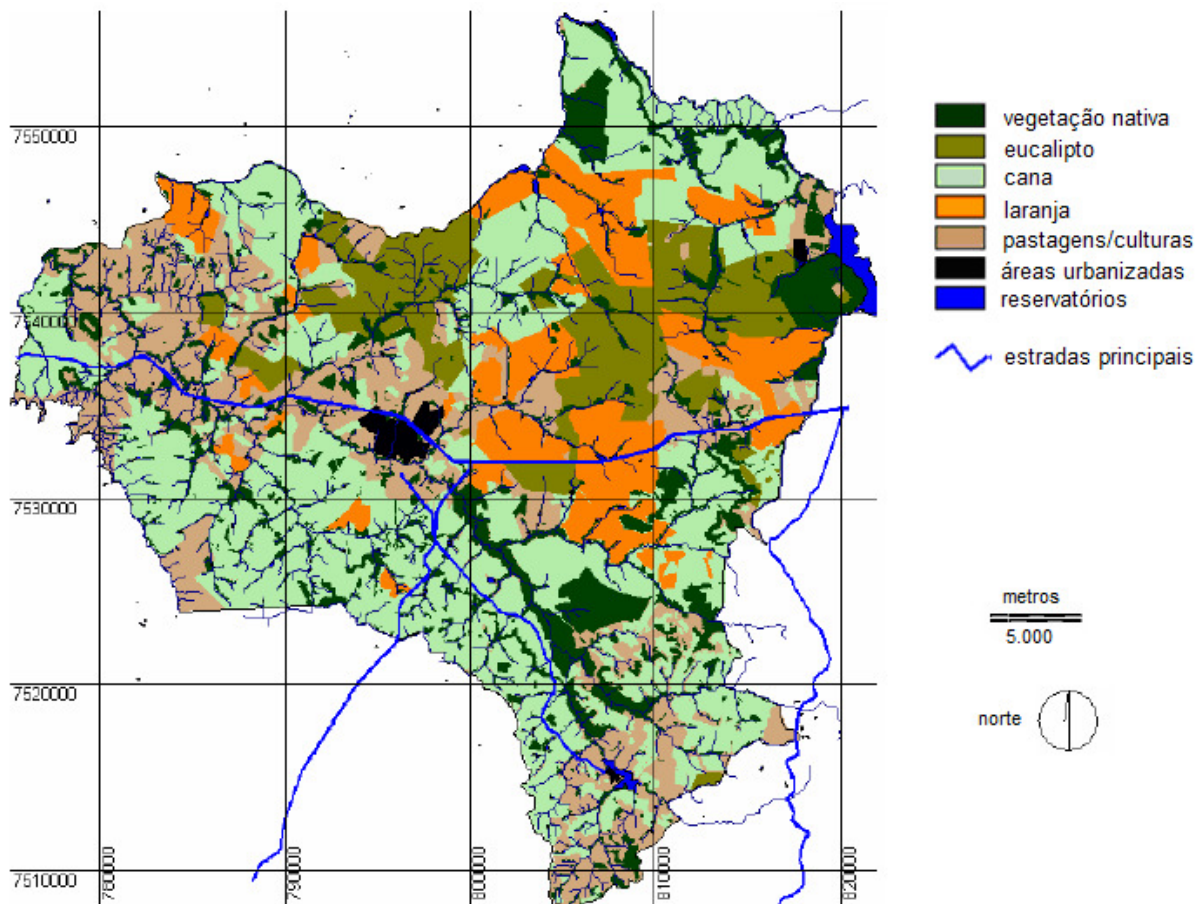 7550000
7540000
7530000
7520000
7510000
780000
790000
800000
810000
820000
vegetação nativa
eucalipto
cana
laranja
pastagens/culturas
áreas urbanizadas
reservatórios
estradas principais
metros
5.000
norte